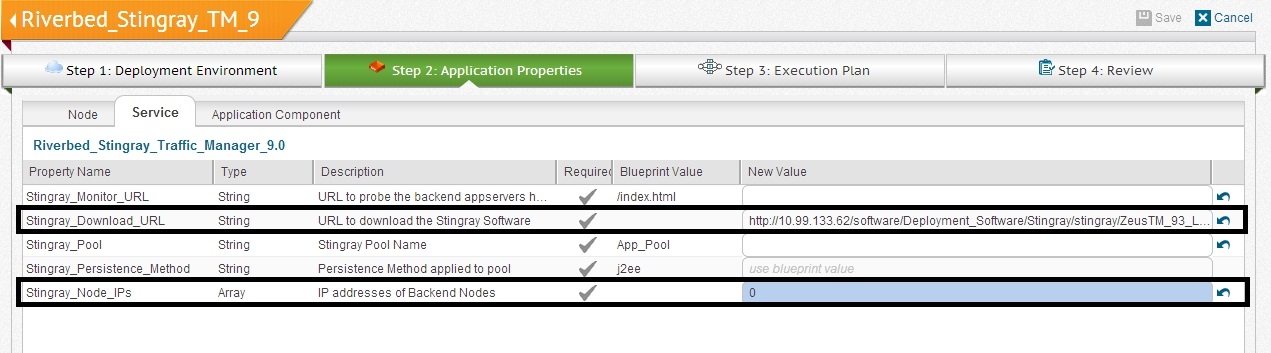 Riverbed_Stingray_TM_9
Save Cancel
Step 1: Deployment Environment Step 2: Application Properties Step 3: Execution Plan Step 4: Review
Node Service Application Component
Riverbed_Stingray_Traffic_Manager_9.0
Property Name Type Description Required Blueprint Value New Value
Stingray_Monitor_URL String URL to probe the backend appservers h... /index.html
Stingray_Download_URL String URL to download the Stingray Software http://10.99.133.62/software/Deployment_Software/Stingray/stingray/ZeusTM_93_L...
Stingray_Pool String Stingray Pool Name App_Pool
Stingray_Persistence_Method String Persistence Method applied to pool j2ee use blueprint value
Stingray_Node_IPs Array IP addresses of Backend Nodes 0